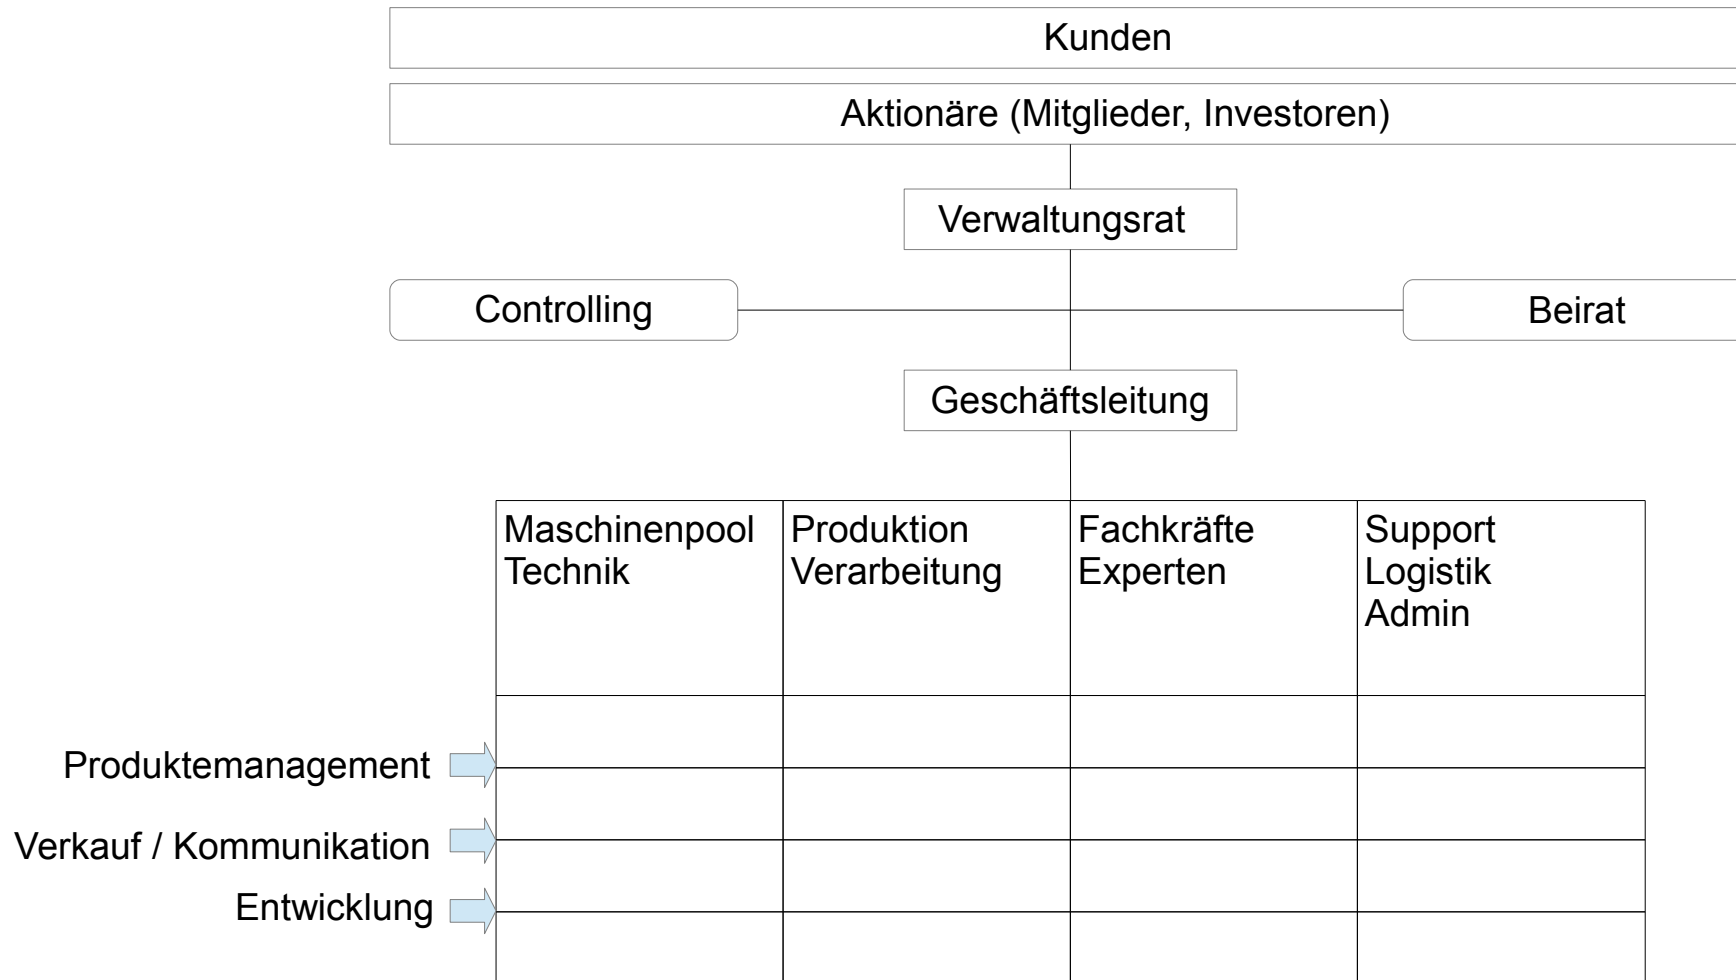 Kunden
Aktionäre (Mitglieder, Investoren)
Verwaltungsrat
Controlling
Beirat
Geschäftsleitung
Maschinenpool
Technik
Produktion
Verarbeitung
Fachkräfte
Experten
Support
Logistik
Admin
Produktemanagement
Verkauf / Kommunikation
Entwicklung